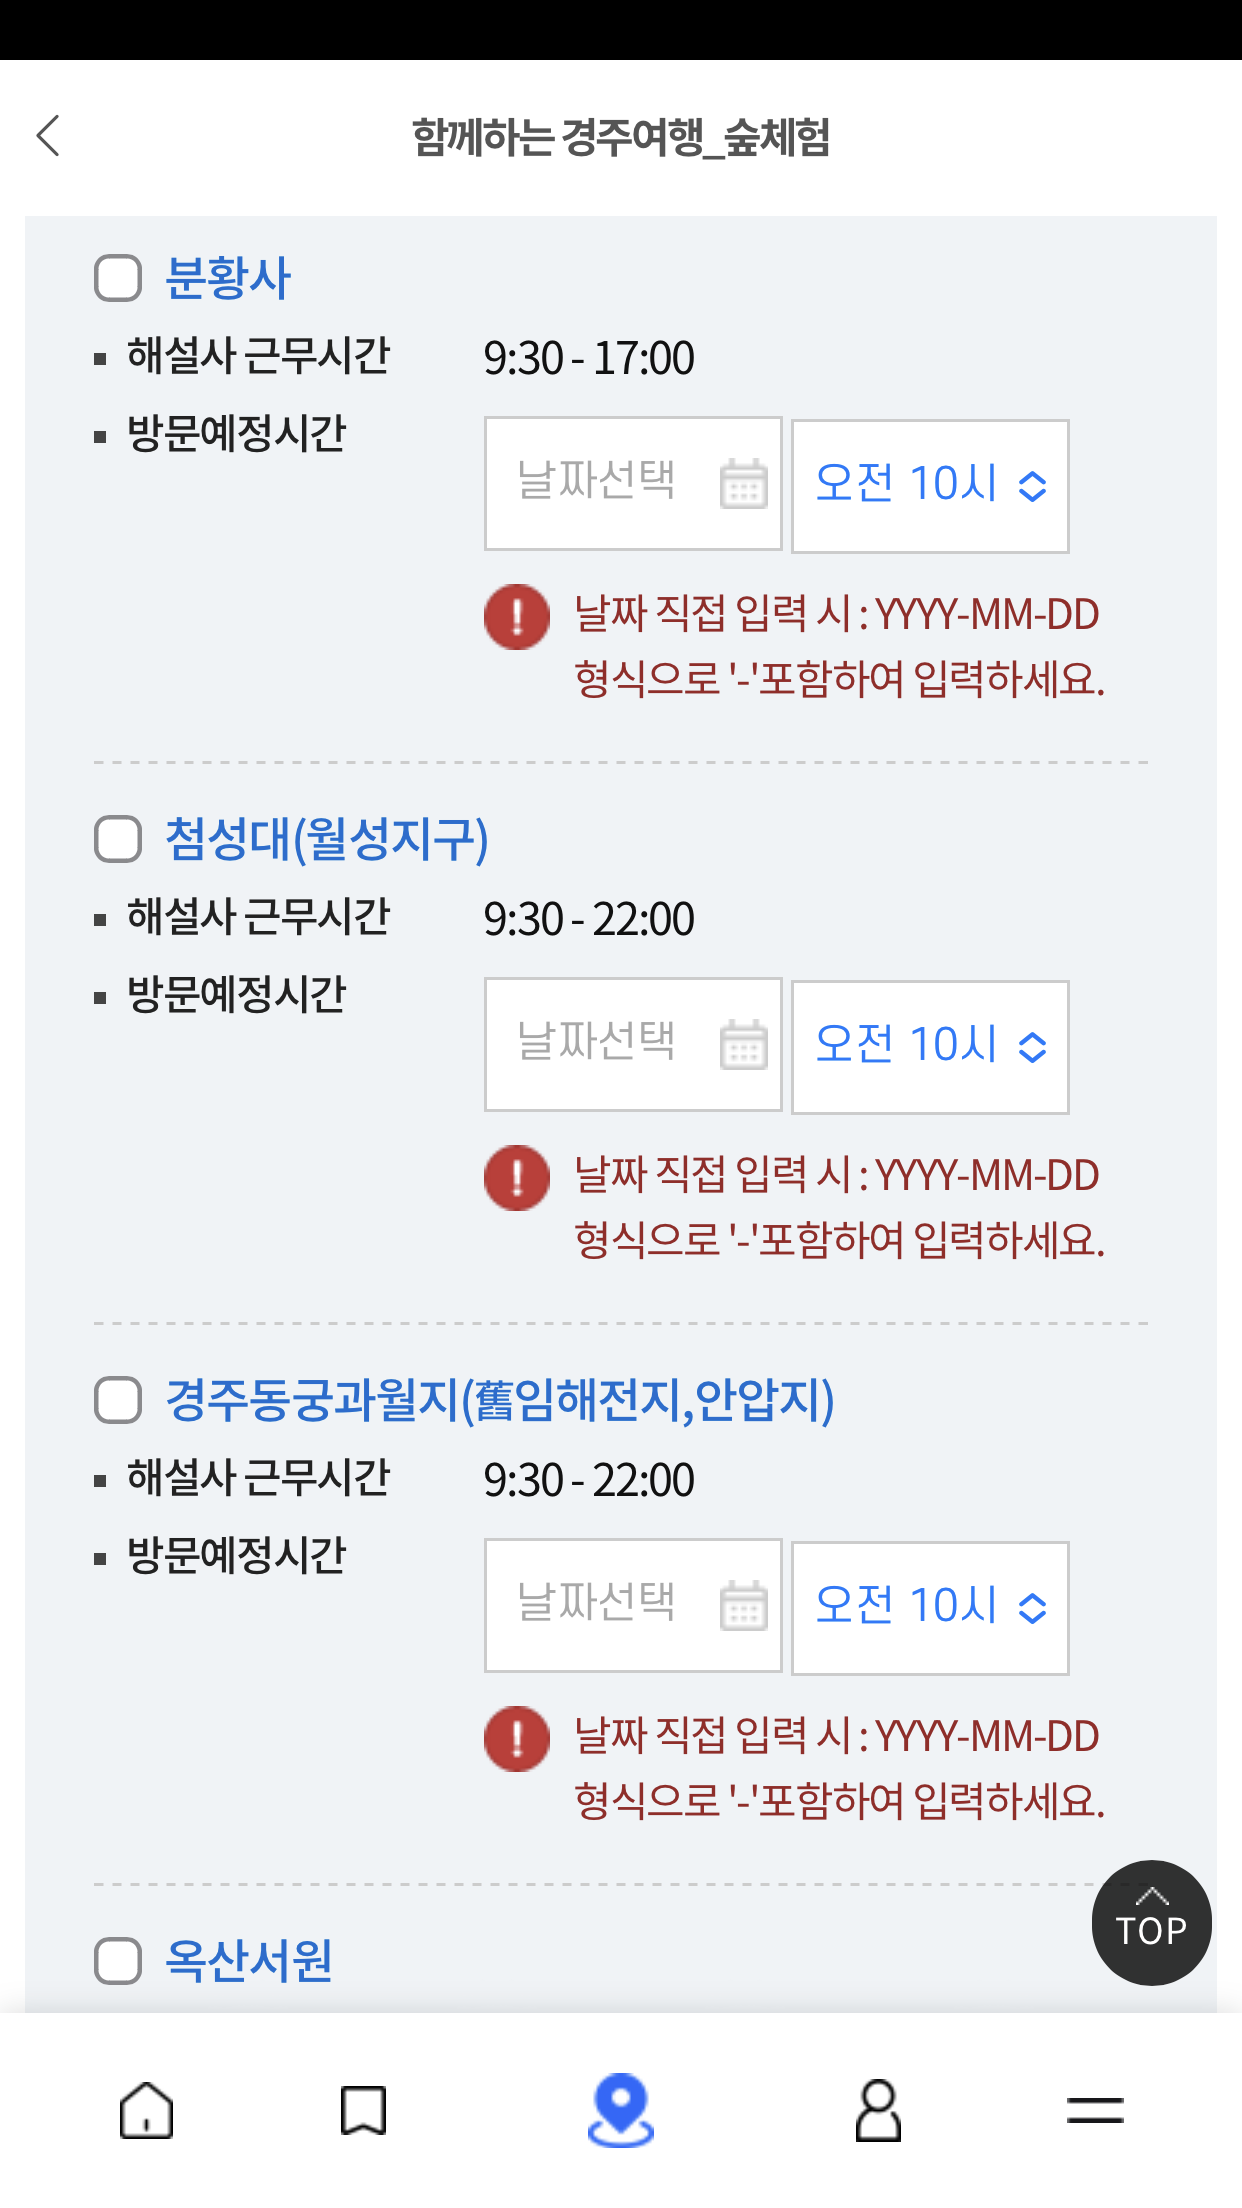 함께하는 경주여행_숲체험
분황사
해설사 근무시간 9:30 - 17:00
방문예정시간 날짜선택 오전 10시
날짜 직접 입력 시 : YYYY-MM-DD
형식으로 '-'포함하여 입력하세요.
첨성대(월성지구)
해설사 근무시간 9:30 - 22:00
방문예정시간 날짜선택 오전 10시
날짜 직접 입력 시 : YYYY-MM-DD
형식으로 '-'포함하여 입력하세요.
경주동궁과월지(舊임해전지,안압지)
해설사 근무시간 9:30 - 22:00
방문예정시간 날짜선택 오전 10시
날짜 직접 입력 시 : YYYY-MM-DD
형식으로 '-'포함하여 입력하세요.
TOP
옥산서원